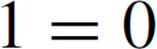 1 = 0